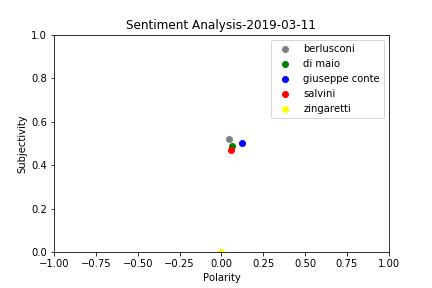 Sentiment Analysis-2019-03-11
1.0
0.8
0.6
0.4
0.2
0.0
Subjectivity
berlusconi
di maio
giuseppe conte
salvini
zingaretti
−1.00 −0.75 −0.50 −0.25 0.00 0.25 0.50 0.75 1.00
Polarity